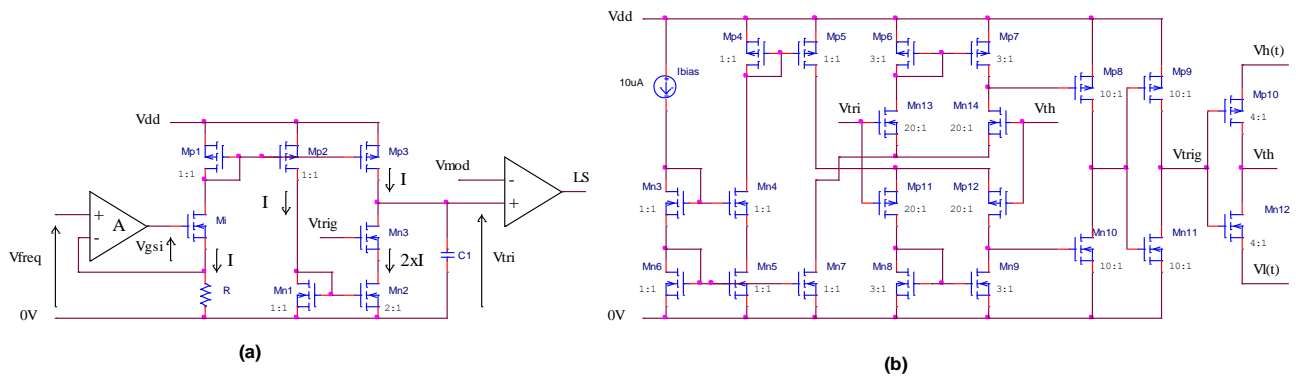 Vdd
Mp1
1:1
Mp2
1:1
Mp3
I
I
Vmod
-
+
LS
+
-
A
Mi
Vfreq
Vgsi
I
R
Vtrig
Mn3
2xI
C1
Vtri
Mn1
1:1
Mn2
2:1
0V
(a)
Vdd
10uA
Ibias
Mp4
1:1
Mp5
1:1
Mp6
3:1
Mp7
3:1
Mp8
10:1
Mp9
10:1
Vh(t)
Mp10
4:1
Vtri
Mn13
20:1
Mn14
20:1
Vth
Vtrig
Vth
Mn3
1:1
Mn4
1:1
Mp11
20:1
Mp12
20:1
Mn12
4:1
Mn6
1:1
Mn5
1:1
Mn7
1:1
Mn8
3:1
Mn9
3:1
Mn10
10:1
Mn11
10:1
Vl(t)
0V
(b)